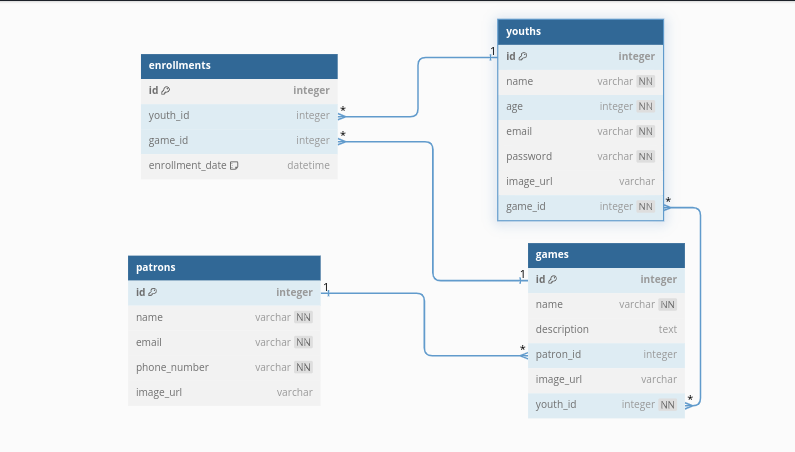 enrollments
id integer
youth_id integer
game_id integer
enrollment_date datetime
youths
id integer
name varchar NN
age integer NN
email varchar NN
password varchar NN
image_url varchar
game_id integer NN
patrons
id integer
name varchar NN
email varchar NN
phone_number varchar NN
image_url varchar
games
id integer
name varchar NN
description text
patron_id integer
image_url varchar
youth_id integer NN
1
*
*
*
1
1
*
*